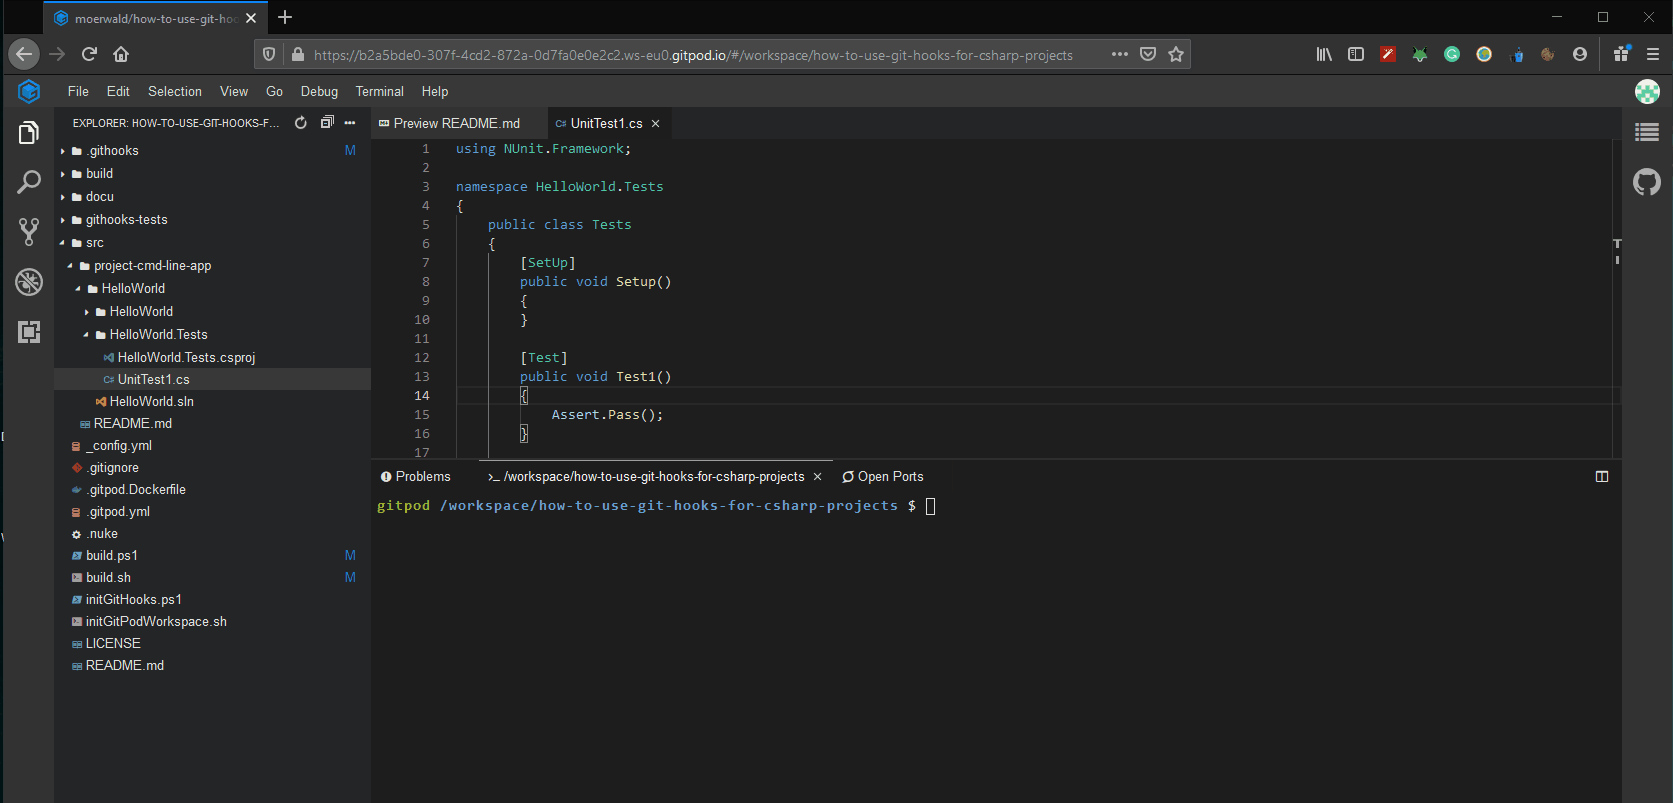 moerwald/how-to-use-git-hoo
https://b2a5bde0-307f-4cd2-872a-0d7fa0e0e2c2.ws-eu0.gitpod.io/#/workspace/how-to-use-git-hooks-for-csharp-projects
File Edit Selection View Go Debug Terminal Help
EXPLORER: HOW-TO-USE-GIT-HOOKS-F...
.githooks M
build
docu
githooks-tests
src
project-cmd-line-app
HelloWorld
HelloWorld
HelloWorld.Tests
HelloWorld.Tests.csproj
C# UnitTest1.cs
HelloWorld.sln
README.md
_config.yml
.gitignore
.gitpod.Dockerfile
.gitpod.yml
.nuke
build.ps1 M
build.sh M
initGitHooks.ps1
initGitPodWorkspace.sh
LICENSE
README.md
Preview README.md C# UnitTest1.cs
1 using NUnit.Framework;
2
3 namespace HelloWorld.Tests
4 {
5 public class Tests
6 {
7 [SetUp]
8 public void Setup()
9 {
10 }
11
12 [Test]
13 public void Test1()
14 {
15 Assert.Pass();
16 }
17
Problems >_ /workspace/how-to-use-git-hooks-for-csharp-projects Open Ports
gitpod /workspace/how-to-use-git-hooks-for-csharp-projects $